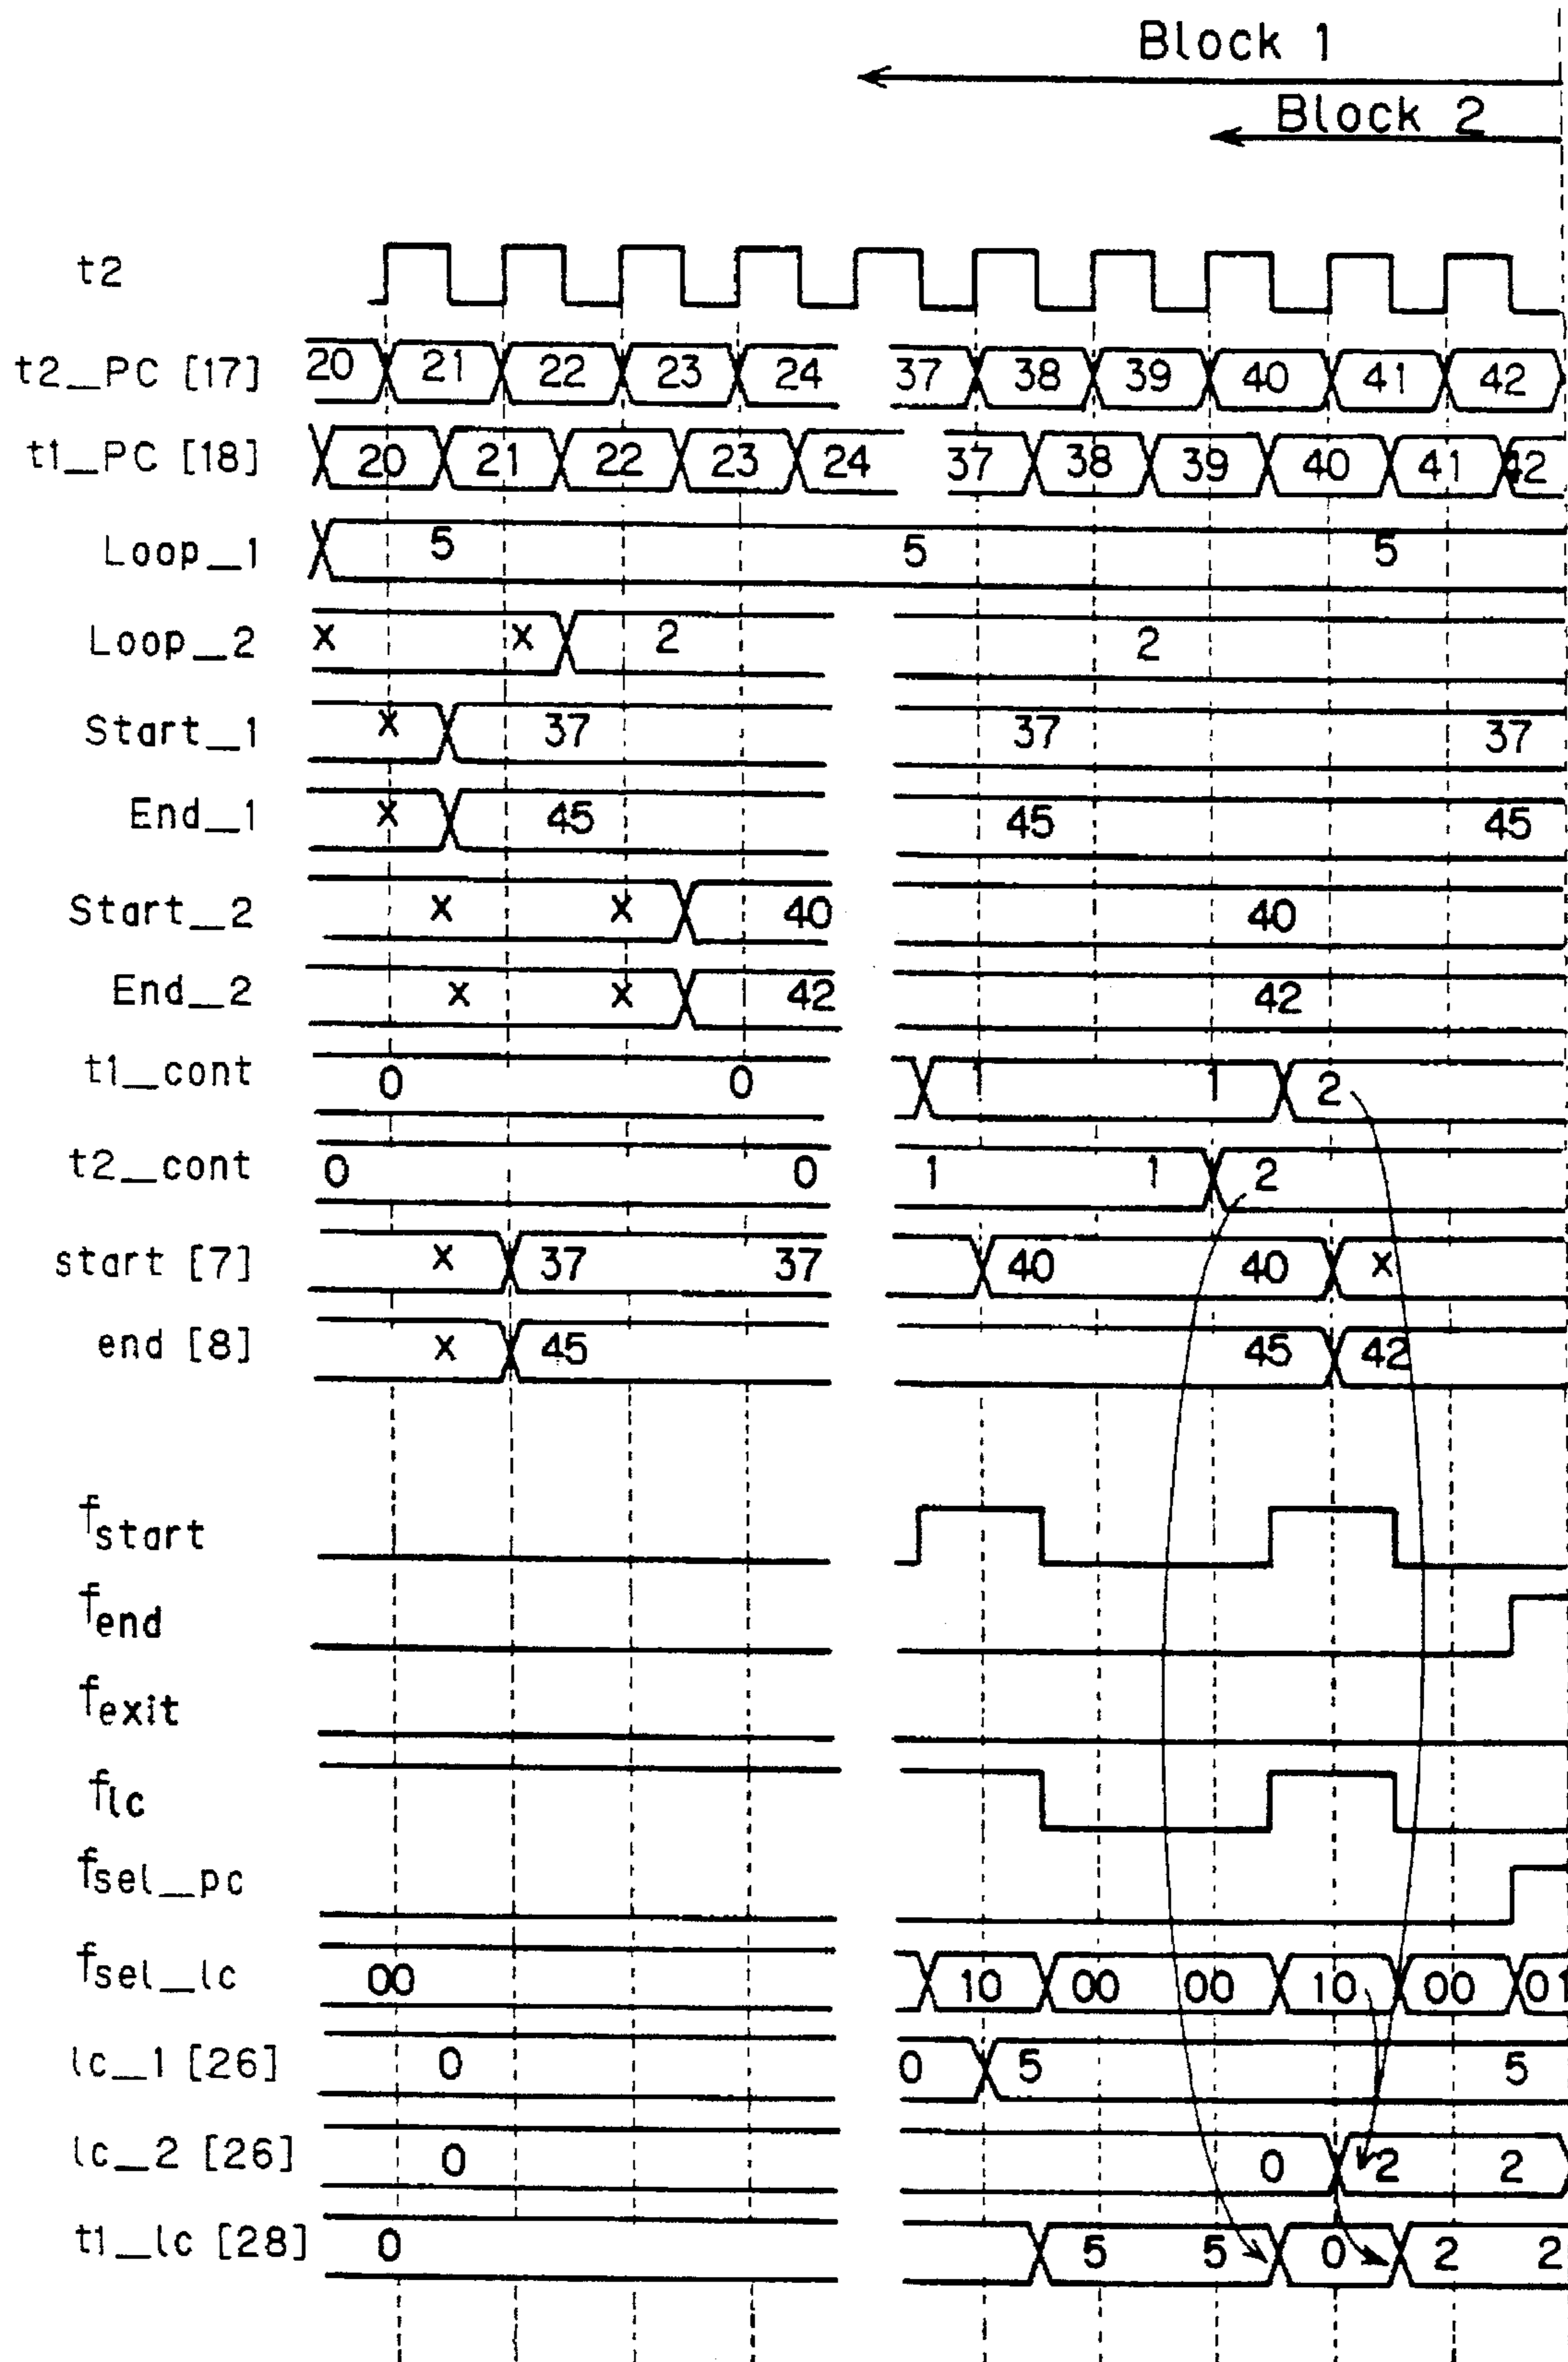 Block 1
Block 2
t2
t2_PC [17] 20 21 22 23 24 37 38 39 40 41 42
t1_PC [18] 20 21 22 23 24 37 38 39 40 41 42
Loop_1 5 5 5
Loop_2 x x 2 2
Start_1 x 37 37 37
End_1 x 45 45 45
Start_2 x x 40 40
End_2 x x 42 42
t1_cont 0 0 1 1 2
t2_cont 0 0 1 1 2
start [7] x 37 37 40 40 x
end [8] x 45 45 42
fstart
fend
fexit
flc
fsel_pc
fsel_lc 00 10 00 00 10 00 01
lc_1 [26] 0 0 5 5
lc_2 [26] 0 0 2 2
t1_lc [28] 0 5 5 0 2 2